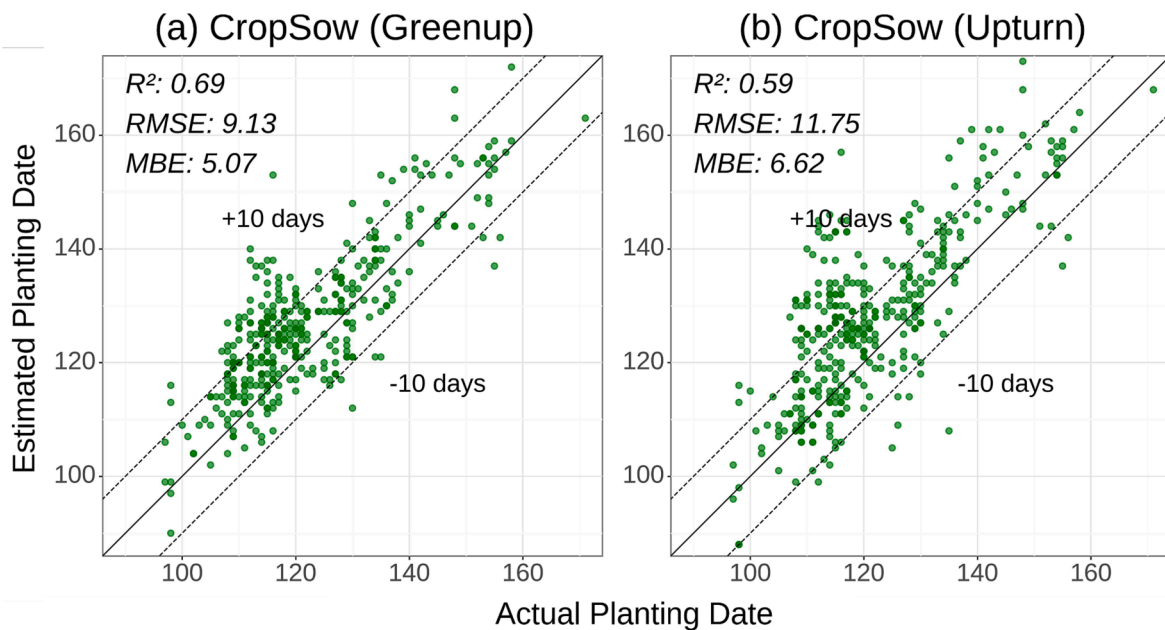 (a) CropSow (Greenup)
R²: 0.69
RMSE: 9.13
MBE: 5.07
+10 days
-10 days
160
140
120
100
100 120 140 160
(b) CropSow (Upturn)
R²: 0.59
RMSE: 11.75
MBE: 6.62
+10 days
-10 days
160
140
120
100
100 120 140 160
Estimated Planting Date
Actual Planting Date